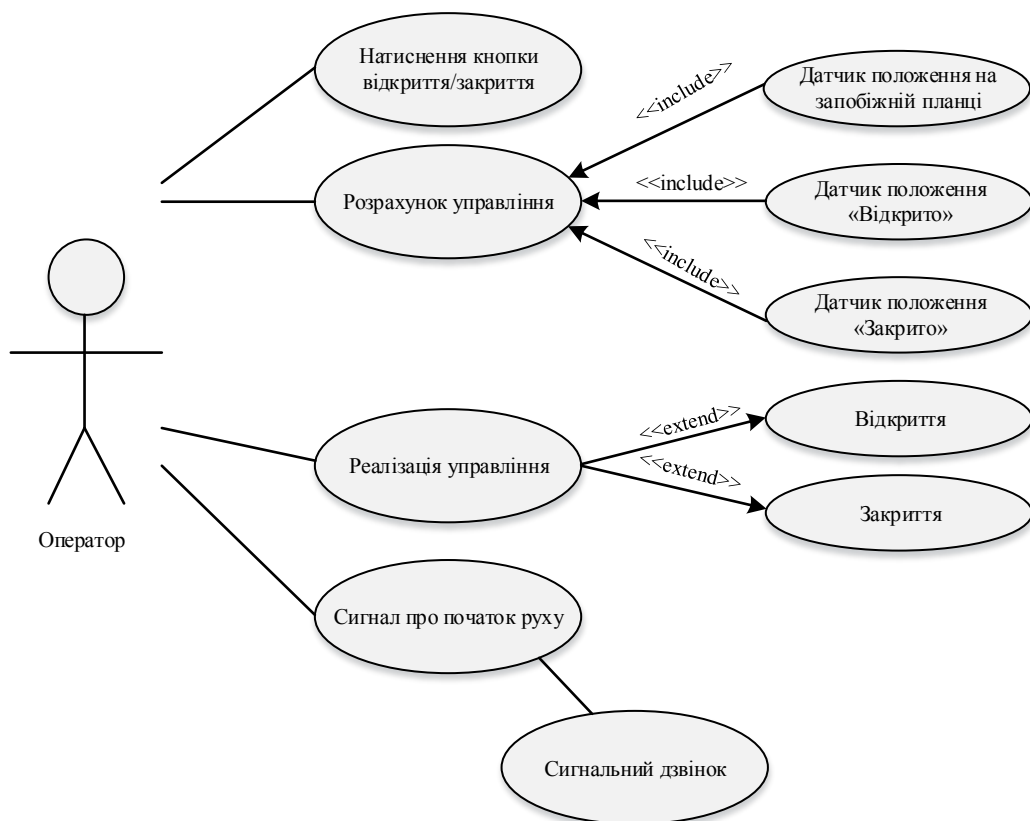 Натиснення кнопки
відкриття/закриття
<<include>>
Датчик положення на
запобіжній планці
Розрахунок управління
<<include>>
Датчик положення
«Відкрито»
<<include>>
Датчик положення
«Закрито»
Оператор
Реалізація управління
<<extend>>
Відкриття
<<extend>>
Закриття
Сигнал про початок руху
Сигнальний дзвінок